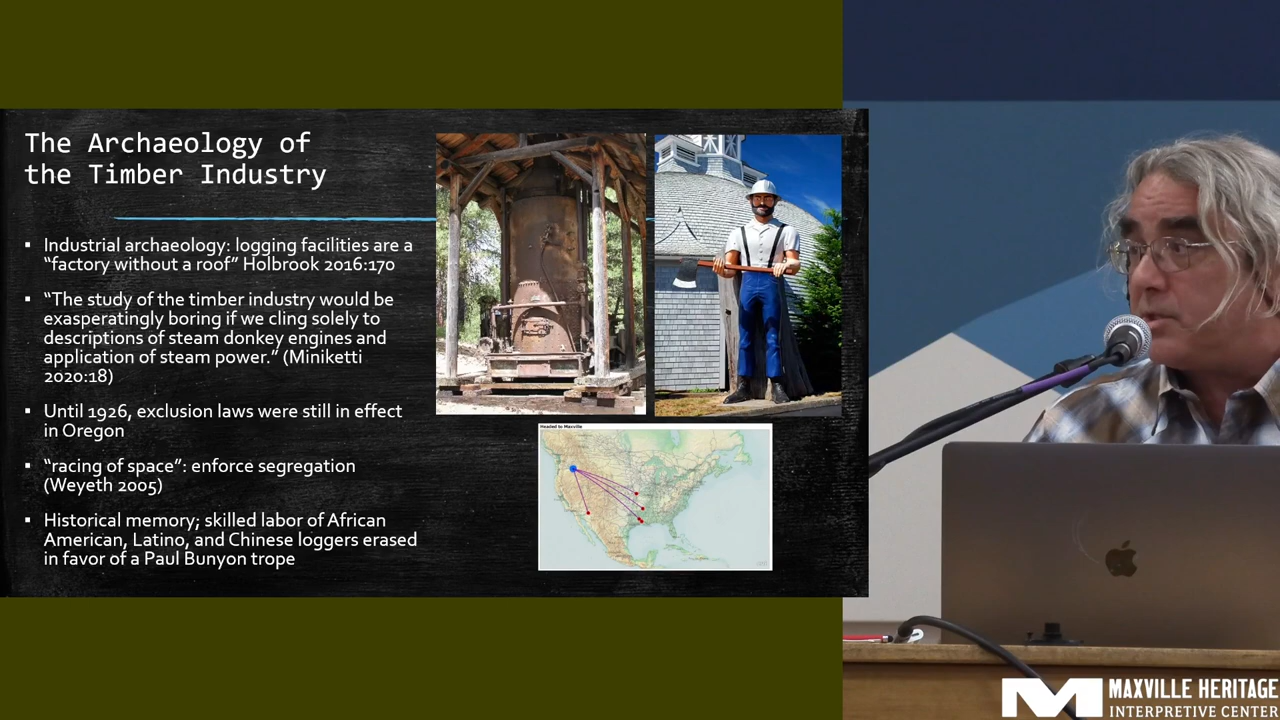 The Archaeology of
the Timber Industry
▪ Industrial archaeology: logging facilities are a
“factory without a roof” Holbrook 2016:170
▪ “The study of the timber industry would be
exasperatingly boring if we cling solely to
descriptions of steam donkey engines and
application of steam power.” (Miniketti
2020:18)
▪ Until 1926, exclusion laws were still in effect
in Oregon
▪ “racing of space”: enforce segregation
(Weyeth 2005)
▪ Historical memory; skilled labor of African
American, Latino, and Chinese loggers erased
in favor of a Paul Bunyon trope
Headed to Maxville
MAXVILLE HERITAGE
INTERPRETIVE CENTER